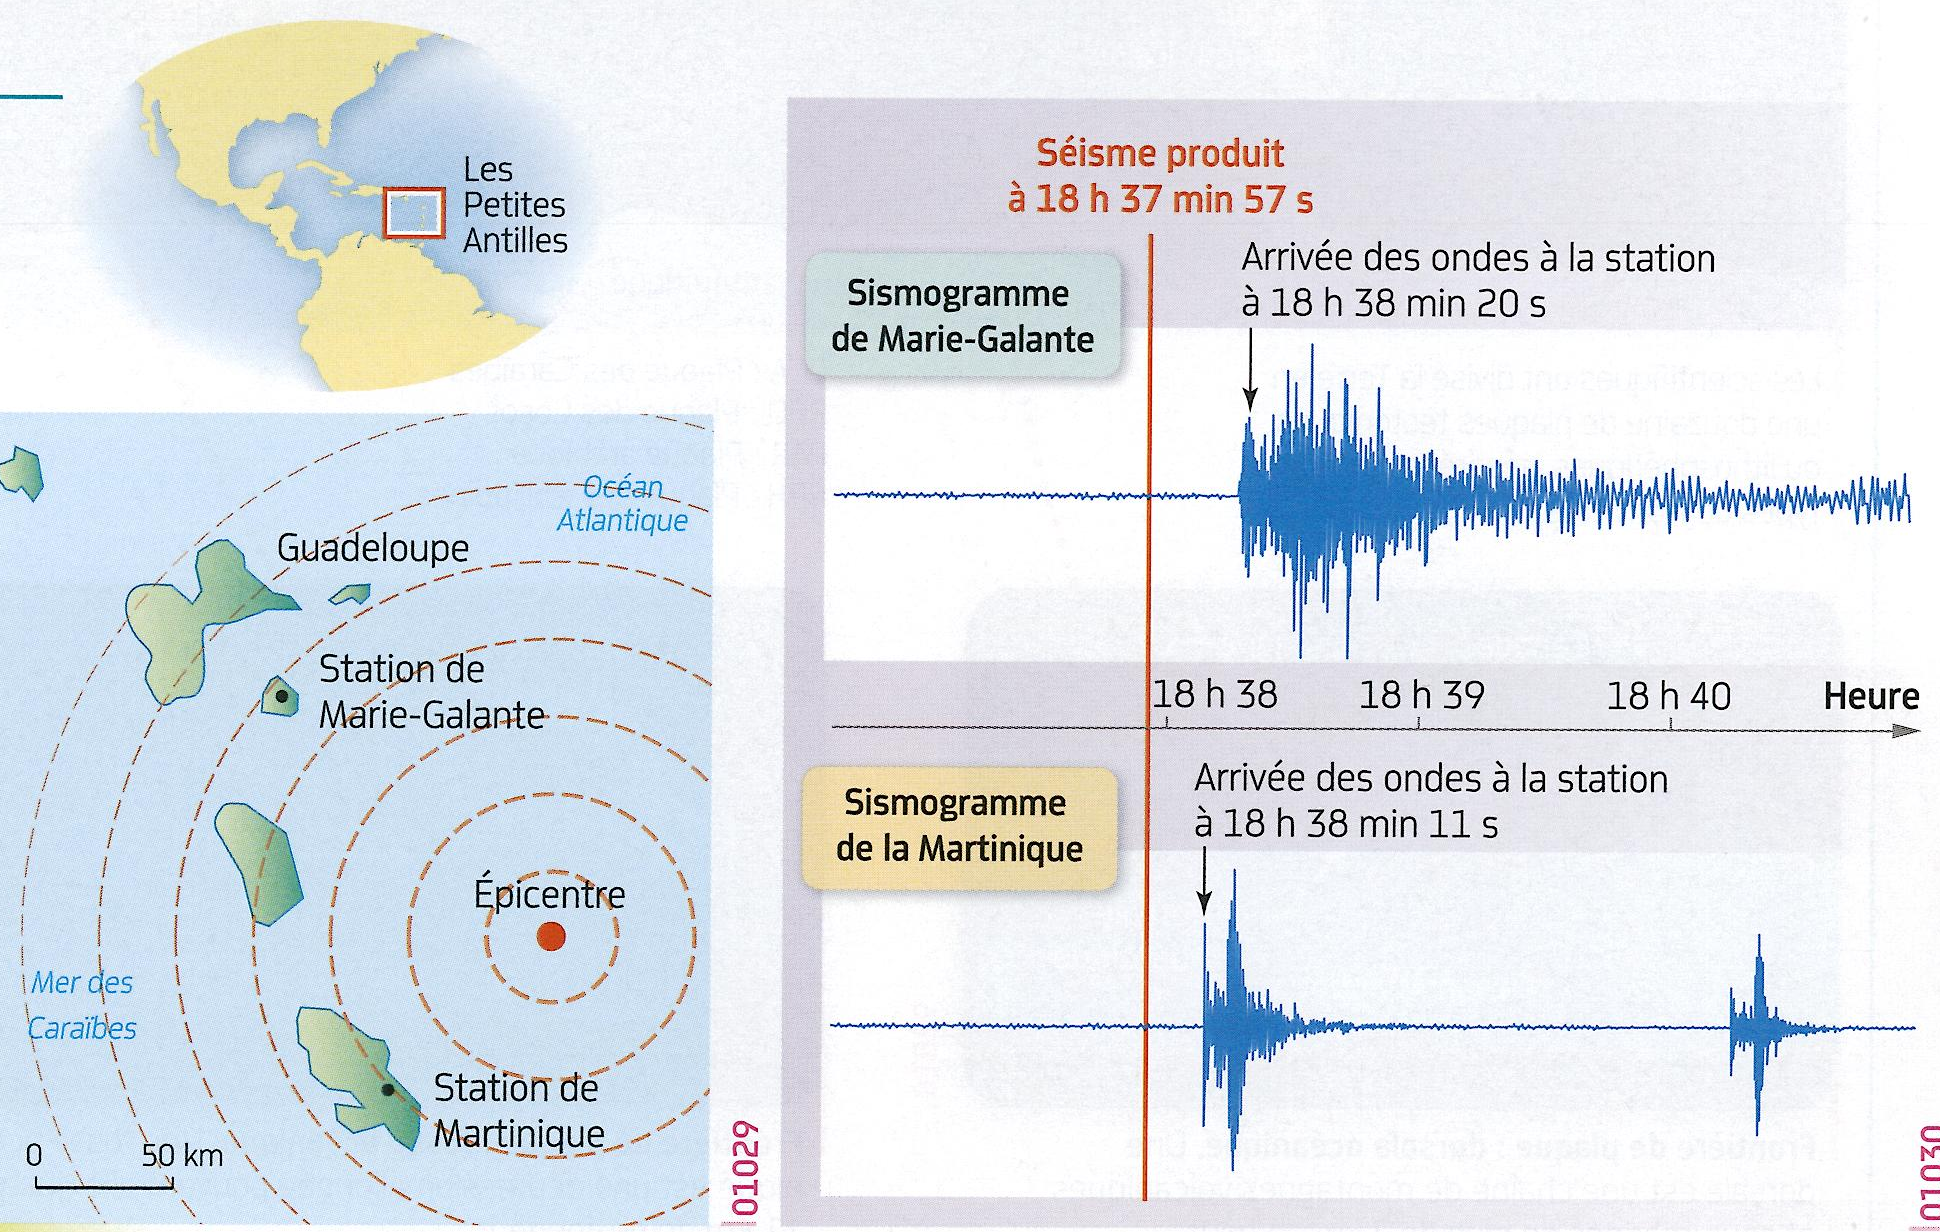 Les
Petites
Antilles
Océan
Atlantique
Guadeloupe
Station de
Marie-Galante
Épicentre
Mer des
Caraïbes
Station de
Martinique
0 50 km
01029
Séisme produit
à 18 h 37 min 57 s
Sismogramme
de Marie-Galante
Arrivée des ondes à la station
à 18 h 38 min 20 s
18 h 38 18 h 39 18 h 40 Heure
Sismogramme
de la Martinique
Arrivée des ondes à la station
à 18 h 38 min 11 s
01030